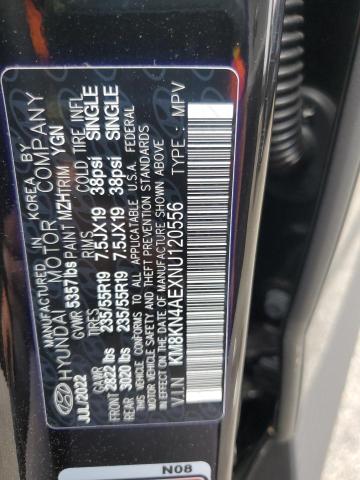 HYUNDAI MOTOR COMPANY
MADE IN KOREA BY
JUL/2022 GVWR 5357lbs PAINT MZH TRIM YGN
GAWR TIRES RIMS COLD TIRE INFL
FRONT 2822 lbs 235/55R19 7.5JX19 38psi SINGLE
REAR 3020 lbs 235/55R19 7.5JX19 38psi SINGLE
THIS VEHICLE CONFORMS TO ALL APPLICABLE U.S.A. FEDERAL
MOTOR VEHICLE SAFETY, BUMPER, AND THEFT PREVENTION STANDARDS
IN EFFECT ON THE DATE OF MANUFACTURE SHOWN ABOVE.
V.I.N : KM8KN4AEXNU120556 TYPE : MPV
N08